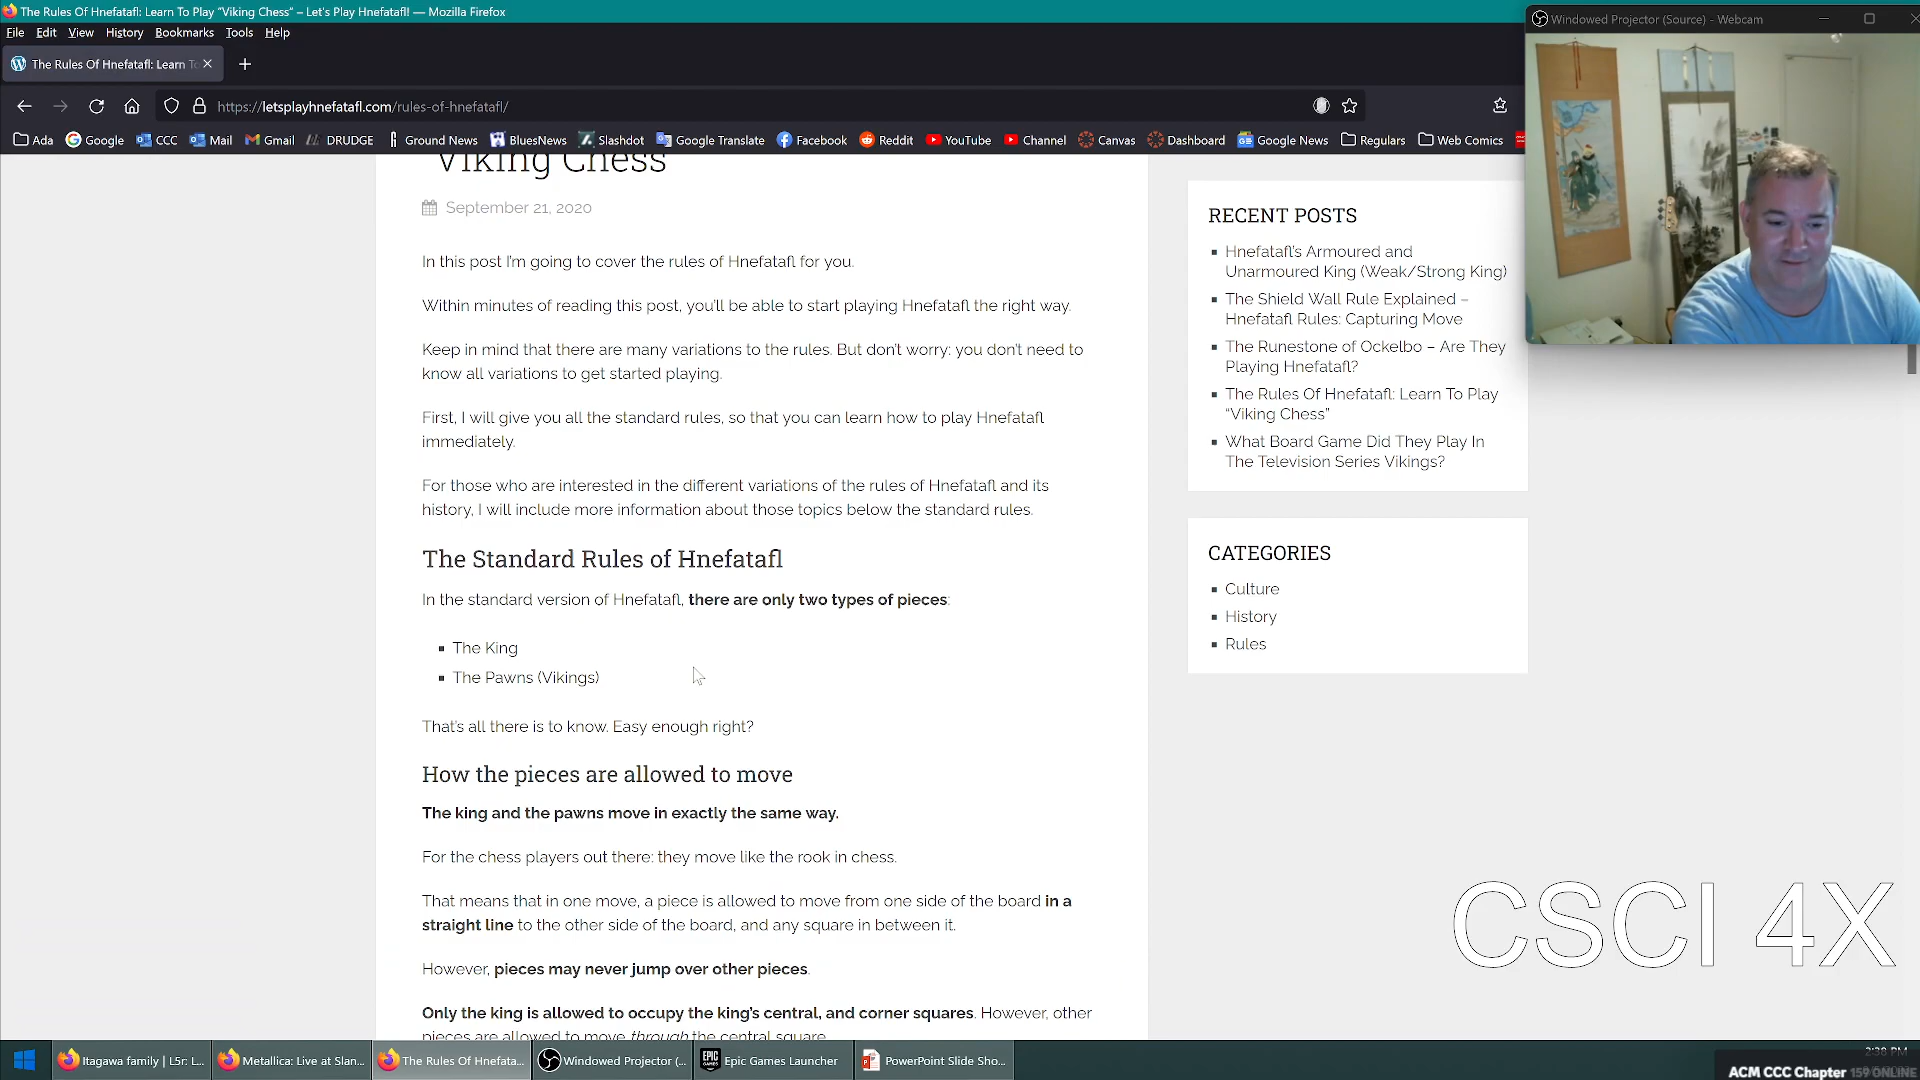 The Rules Of Hnefatafl: Learn To Play “Viking Chess” – Let's Play Hnefatafl! — Mozilla Firefox
File Edit View History Bookmarks Tools Help
The Rules Of Hnefatafl: Learn To
https://letsplayhnefatafl.com/rules-of-hnefatafl/
Ada Google CCC Mail Gmail DRUDGE Ground News BluesNews Slashdot Google Translate Facebook Reddit YouTube Channel Canvas Dashboard Google News Regulars Web Comics
Windowed Projector (Source) - Webcam
Viking Chess”
September 21, 2020
In this post I’m going to cover the rules of Hnefatafl for you.
Within minutes of reading this post, you’ll be able to start playing Hnefatafl the right way.
Keep in mind that there are many variations to the rules. But don’t worry: you don’t need to
know all variations to get started playing.
First, I will give you all the standard rules, so that you can learn how to play Hnefatafl
immediately.
For those who are interested in the different variations of the rules of Hnefatafl and its
history, I will include more information about those topics below the standard rules.
The Standard Rules of Hnefatafl
In the standard version of Hnefatafl, there are only two types of pieces:
The King
The Pawns (Vikings)
That’s all there is to know. Easy enough right?
How the pieces are allowed to move
The king and the pawns move in exactly the same way.
For the chess players out there: they move like the rook in chess.
That means that in one move, a piece is allowed to move from one side of the board in a
straight line to the other side of the board, and any square in between it.
However, pieces may never jump over other pieces.
Only the king is allowed to occupy the king’s central, and corner squares. However, other
pieces are allowed to move through the central square.
RECENT POSTS
Hnefatafl’s Armoured and
Unarmoured King (Weak/Strong King)
The Shield Wall Rule Explained –
Hnefatafl Rules: Capturing Move
The Runestone of Ockelbo – Are They
Playing Hnefatafl?
The Rules Of Hnefatafl: Learn To Play
“Viking Chess”
What Board Game Did They Play In
The Television Series Vikings?
CATEGORIES
Culture
History
Rules
CSCI 4X
Itagawa family | L5r: L...
Metallica: Live at Slan...
The Rules Of Hnefata...
Windowed Projector (...
Epic Games Launcher
PowerPoint Slide Sho...
2:38 PM
ACM CCC Chapter 159 ONLINE